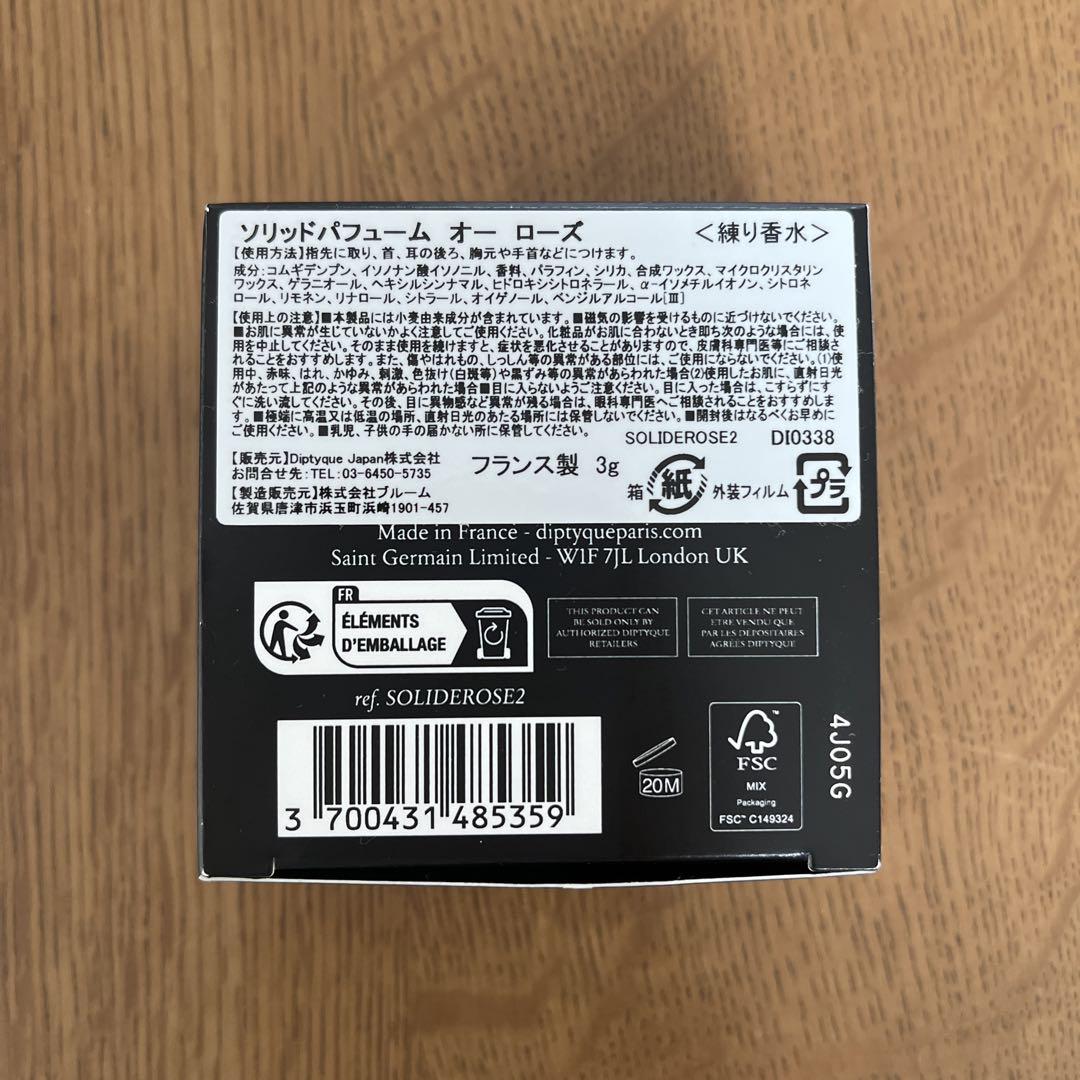 ソリッドパフューム オー ローズ <練り香水>
【使用方法】指先に取り、首、耳の後ろ、胸元や手首などにつけます。
成分:コムギデンプン、イソノナン酸イソノニル、香料、パラフィン、シリカ、合成ワックス、マイクロクリスタリン
ワックス、ゲラニオール、ヘキシルシンナマル、ヒドロキシシトロネラール、α-イソメチルイオノン、シトロネ
ロール、リモネン、リナロール、シトラール、オイゲノール、ベンジルアルコール[Ⅲ]
【使用上の注意】■本製品には小麦由来成分が含まれています。■磁気の影響を受けるものに近づけないでください。
■お肌に異常が生じていないかよく注意してご使用ください。化粧品がお肌に合わないとき即ち次のような場合には、使
用を中止してください。そのまま使用を続けますと、症状を悪化させることがありますので、皮膚科専門医等にご相談さ
れることをおすすめします。また、傷やはれもの、しっしん等の異常がある部位には、ご使用にならないでください。(1)使
用中、赤味、はれ、かゆみ、刺激、色抜け(白斑等)や黒ずみ等の異常があらわれた場合(2)使用したお肌に、直射日光
があたって上記のような異常があらわれた場合■目に入らないようご注意ください。目に入った場合は、こすらずにす
ぐに洗い流してください。その後、目に異物感など異常が残る場合は、眼科専門医へご相談されることをおすすめしま
す。■極端に高温又は低温の場所、直射日光のあたる場所には保管しないでください。■開封後はなるべくお早めに
ご使用ください。■乳児、子供の手の届かない所に保管してください。
SOLIDEROSE2 DI0338
【販売元】Diptyque Japan株式会社
お問合せ先:TEL:03-6450-5735
フランス製 3g
箱 紙 外装フィルム プラ
【製造販売元】株式会社ブルーム
佐賀県唐津市浜玉町浜崎1901-457
Made in France - diptyqueparis.com
Saint Germain Limited - W1F 7JL London UK
FR
ÉLÉMENTS
D'EMBALLAGE
THIS PRODUCT CAN
BE SOLD ONLY BY
AUTHORIZED DIPTYQUE
RETAILERS
CET ARTICLE NE PEUT
ETRE VENDU QUE
PAR LES DÉPOSITAIRES
AGRÉÉS DIPTYQUE
ref. SOLIDEROSE2
3 700431 485359
20M
FSC
MIX
Packaging
FSC™ C149324
4J05G